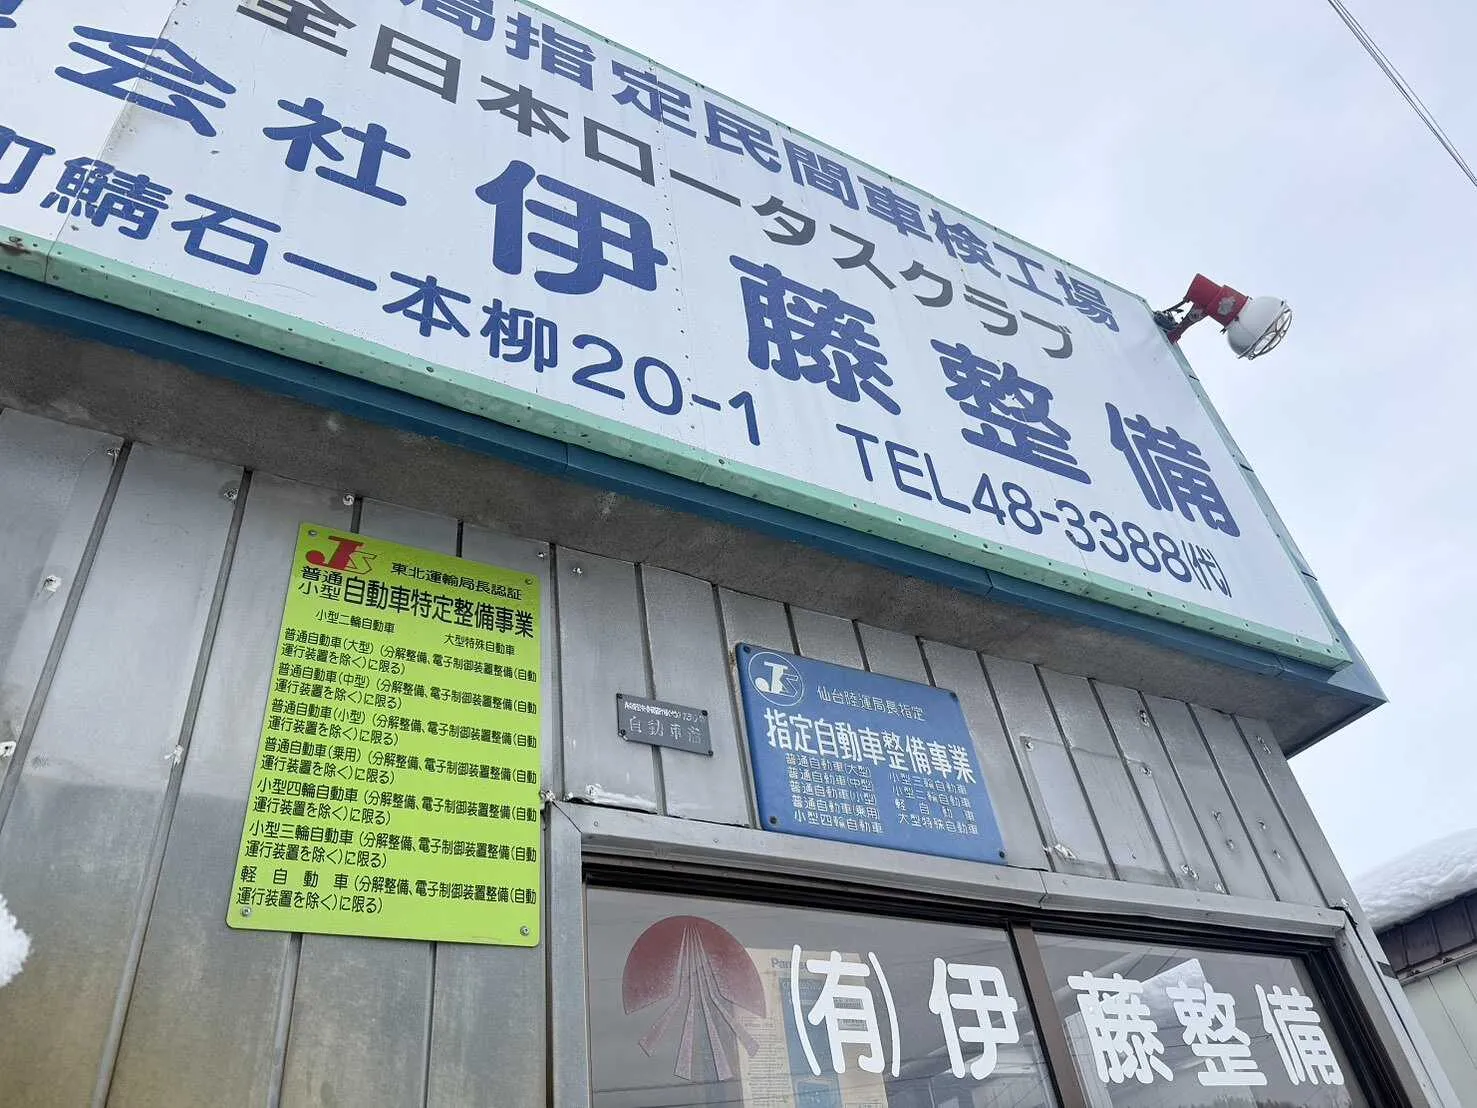 局指定民間車検工場
全日本ロータスクラブ
会社 伊藤整備
町鯖石一本柳20-1 TEL48-3388(代)
JS 東北運輸局長認証
普通
小型 自動車特定整備事業
小型二輪自動車 大型特殊自動車
普通自動車(大型)(分解整備、電子制御装置整備(自動
運行装置を除く)に限る)
普通自動車(中型)(分解整備、電子制御装置整備(自動
運行装置を除く)に限る)
普通自動車(小型)(分解整備、電子制御装置整備(自動
運行装置を除く)に限る)
普通自動車(乗用)(分解整備、電子制御装置整備(自動
運行装置を除く)に限る)
小型四輪自動車(分解整備、電子制御装置整備(自動
運行装置を除く)に限る)
小型三輪自動車(分解整備、電子制御装置整備(自動
運行装置を除く)に限る)
軽自動車(分解整備、電子制御装置整備(自動
運行装置を除く)に限る)
自動車
JS 仙台陸運局長指定
指定自動車整備事業
普通自動車(大型) 小型三輪自動車
普通自動車(中型) 小型二輪自動車
普通自動車(小型) 軽自動車
普通自動車(乗用) 大型特殊自動車
小型四輪自動車
(有)伊藤整備